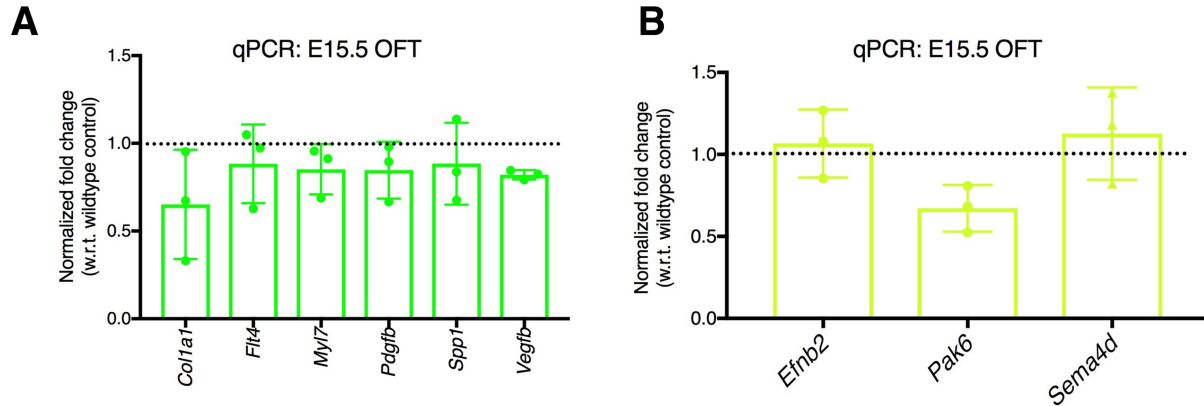 A
qPCR: E15.5 OFT
Normalized fold change
(w.r.t. wildtype control)
1.5
1.0
0.5
0.0
Col1a1
Flt4
Myl7
Pdgfb
Spp1
Vegfb
B
qPCR: E15.5 OFT
Normalized fold change
(w.r.t. wildtype control)
1.5
1.0
0.5
0.0
Efnb2
Pak6
Sema4d